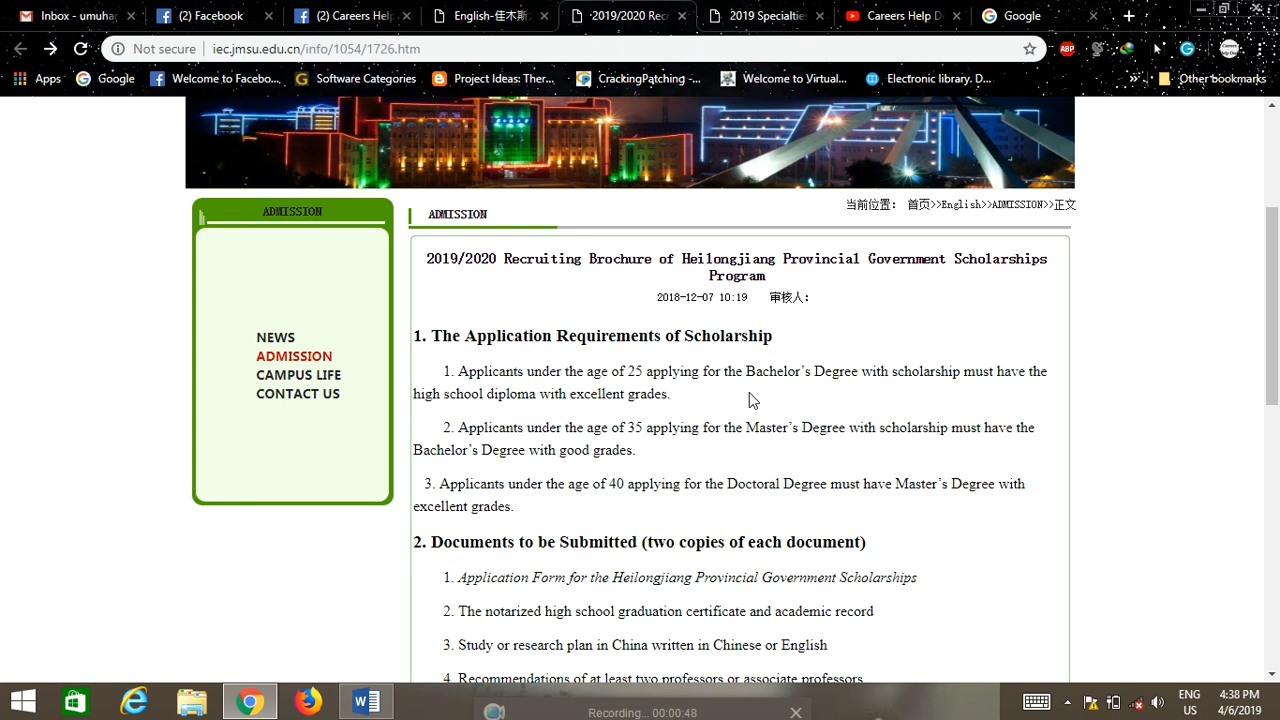 Inbox - umuha
(2) Facebook
(2) Careers Help
English-佳木斯
2019/2020 Recr
2019 Specialtie
Careers Help D
Google
Not secure
iec.jmsu.edu.cn/info/1054/1726.htm
ABP
Apps
Google
Welcome to Facebo...
Software Categories
Project Ideas: Ther...
CrackingPatching -...
Welcome to Virtual...
Electronic library. D...
Other bookmarks
ADMISSION
NEWS
ADMISSION
CAMPUS LIFE
CONTACT US
当前位置： 首页>>English>>ADMISSION>>正文
ADMISSION
2019/2020 Recruiting Brochure of Heilongjiang Provincial Government Scholarships
Program
2018-12-07 10:19 审核人：
1. The Application Requirements of Scholarship
1. Applicants under the age of 25 applying for the Bachelor’s Degree with scholarship must have the
high school diploma with excellent grades.
2. Applicants under the age of 35 applying for the Master’s Degree with scholarship must have the
Bachelor’s Degree with good grades.
3. Applicants under the age of 40 applying for the Doctoral Degree must have Master’s Degree with
excellent grades.
2. Documents to be Submitted (two copies of each document)
1. Application Form for the Heilongjiang Provincial Government Scholarships
2. The notarized high school graduation certificate and academic record
3. Study or research plan in China written in Chinese or English
4. Recommendations of at least two professors or associate professors
Recording... 00:00:48
ENG
US
4:38 PM
4/6/2019